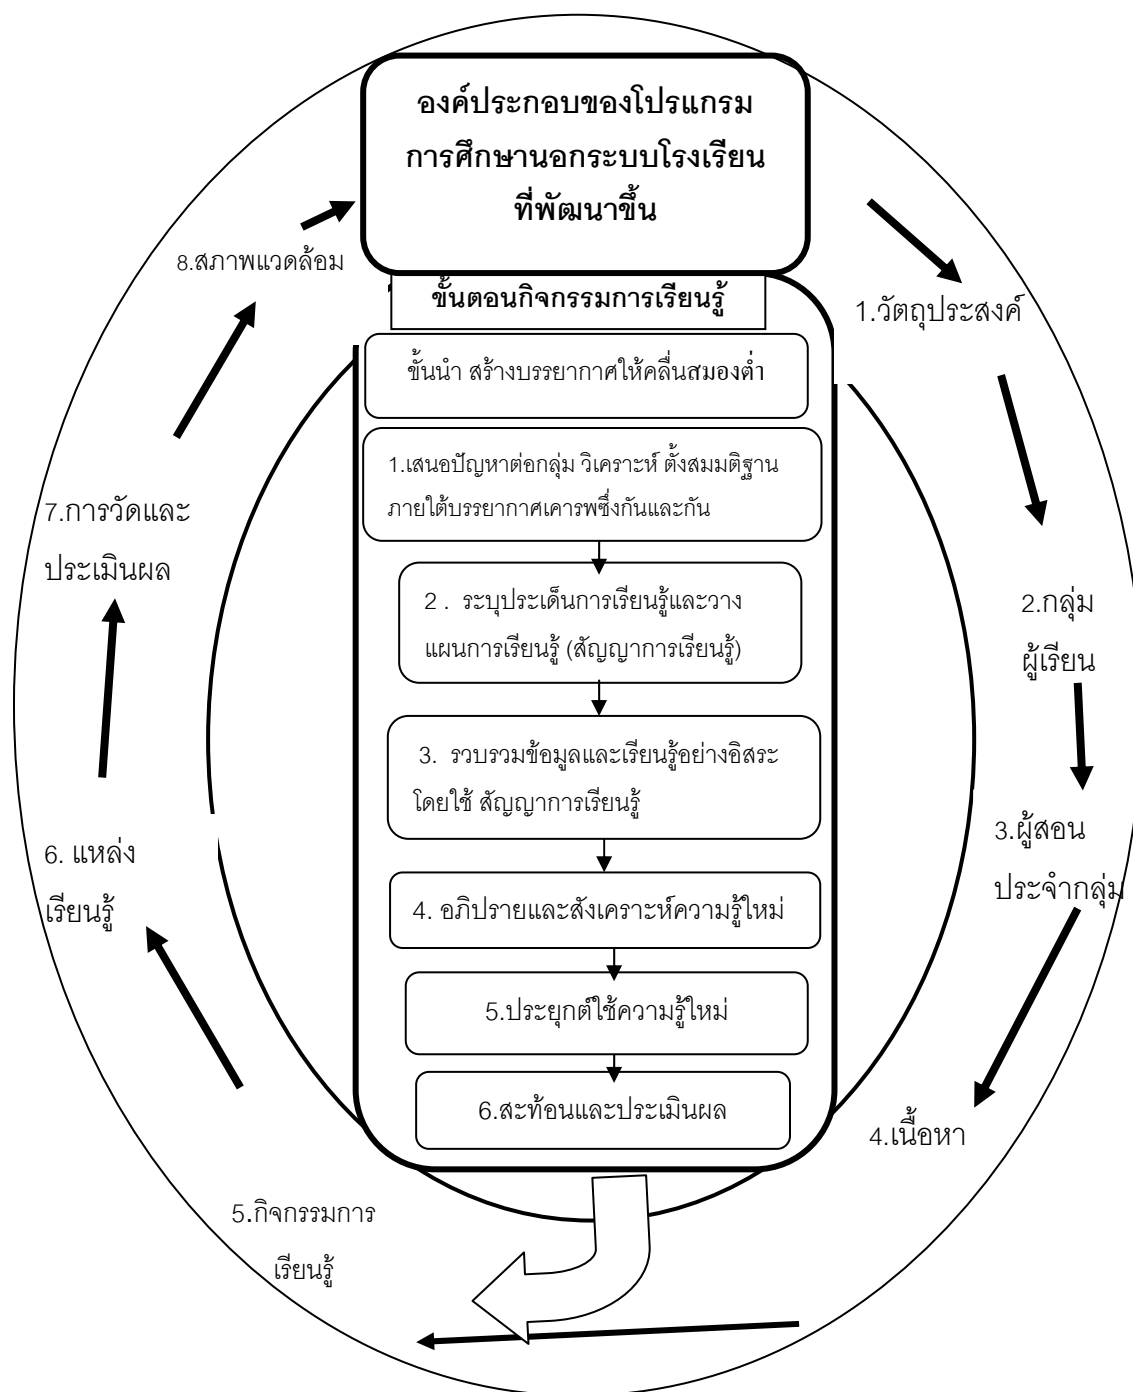 องค์ประกอบของโปรแกรม
การศึกษานอกระบบโรงเรียน
ที่พัฒนาขึ้น
ขั้นตอนกิจกรรมการเรียนรู้
ขั้นนำ สร้างบรรยากาศให้คลื่นสมองต่ำ
1.เสนอปัญหาต่อกลุ่ม วิเคราะห์ ตั้งสมมติฐาน
ภายใต้บรรยากาศเคารพซึ่งกันและกัน
2 . ระบุประเด็นการเรียนรู้และวาง
แผนการเรียนรู้ (สัญญาการเรียนรู้)
3. รวบรวมข้อมูลและเรียนรู้อย่างอิสระ
โดยใช้ สัญญาการเรียนรู้
4. อภิปรายและสังเคราะห์ความรู้ใหม่
5.ประยุกต์ใช้ความรู้ใหม่
6.สะท้อนและประเมินผล
1.วัตถุประสงค์
2.กลุ่ม
ผู้เรียน
3.ผู้สอน
ประจำกลุ่ม
4.เนื้อหา
5.กิจกรรมการ
เรียนรู้
6. แหล่ง
เรียนรู้
7.การวัดและ
ประเมินผล
8.สภาพแวดล้อม